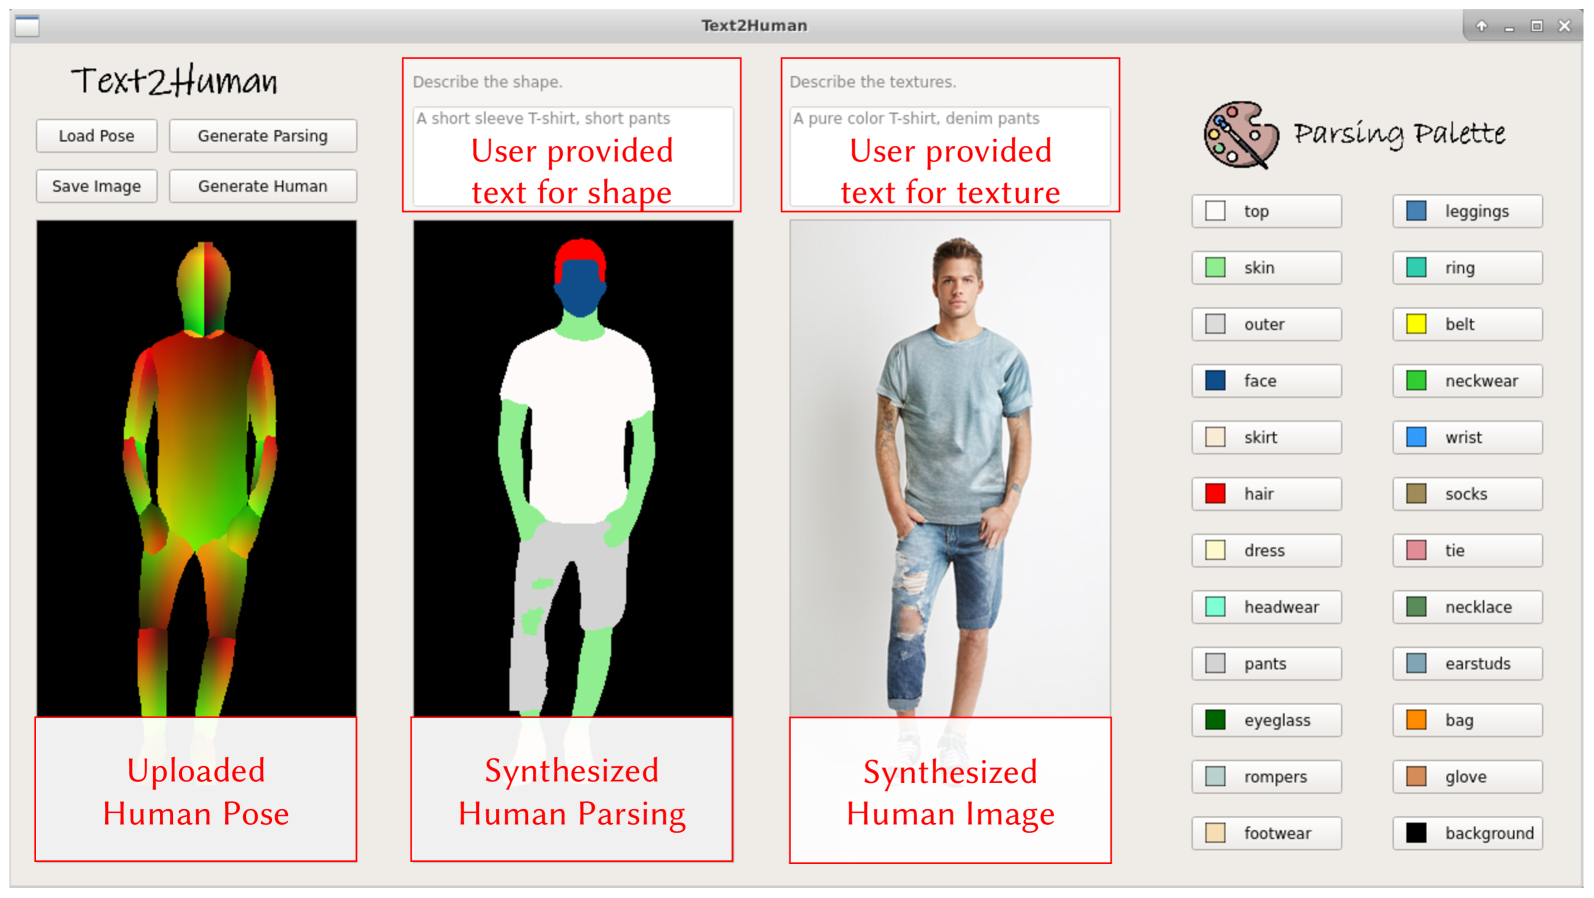 Text2Human
Text2Human
Load Pose
Generate Parsing
Save Image
Generate Human
Describe the shape.
A short sleeve T-shirt, short pants
User provided
text for shape
Describe the textures.
A pure color T-shirt, denim pants
User provided
text for texture
Uploaded
Human Pose
Synthesized
Human Parsing
Synthesized
Human Image
Parsing Palette
top
leggings
skin
ring
outer
belt
face
neckwear
skirt
wrist
hair
socks
dress
tie
headwear
necklace
pants
earstuds
eyeglass
bag
rompers
glove
footwear
background